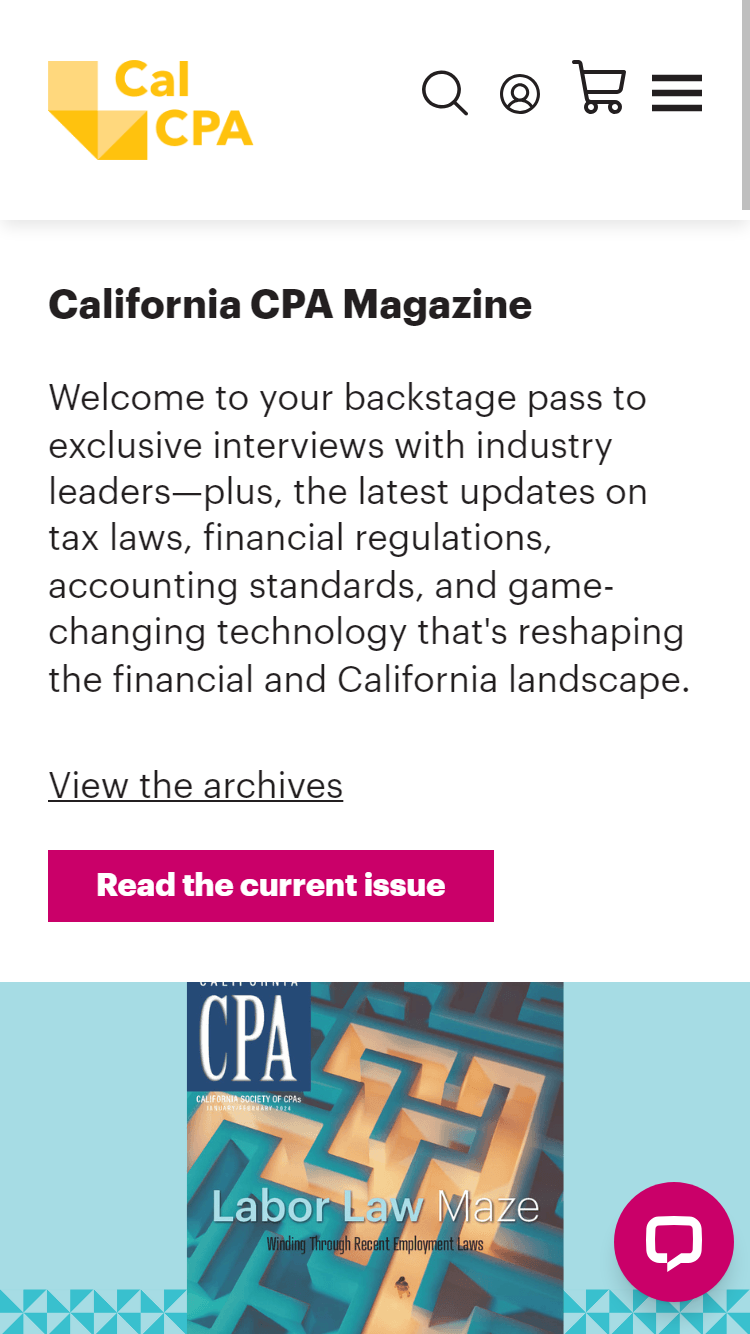 Cal
CPA
California CPA Magazine
Welcome to your backstage pass to
exclusive interviews with industry
leaders—plus, the latest updates on
tax laws, financial regulations,
accounting standards, and game-
changing technology that's reshaping
the financial and California landscape.
View the archives
Read the current issue
CALIFORNIA
CPA
CALIFORNIA SOCIETY OF CPAs
JANUARY-FEBRUARY 2024
Labor Law Maze
Winding Through Recent Employment Laws